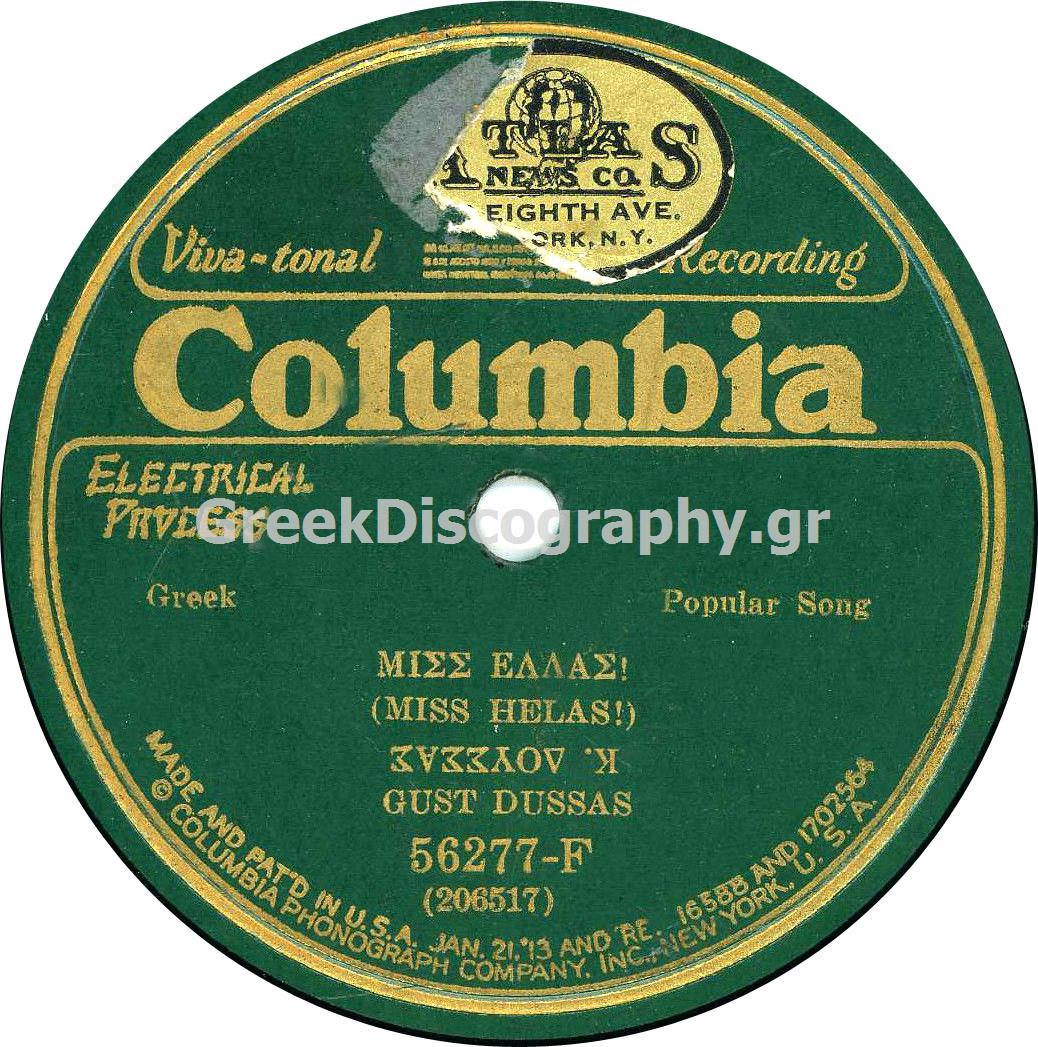 ATLAS
NEWS CO.
EIGHTH AVE.
ORK, N.Y.
Viva-tonal Recording
Columbia
ELECTRICAL
PROCESS
GreekDiscography.gr
Greek Popular Song
ΜΙΣΣ ΕΛΛΑΣ!
(MISS HELAS!)
Κ. ΔΟΥΣΣΑΣ
GUST DUSSAS
56277-F
(206517)
MADE AND PAT'D IN U.S.A. JAN. 21,'13 AND RE. 16588 AND 1702564
© COLUMBIA PHONOGRAPH COMPANY, INC., NEW YORK, U. S. A.